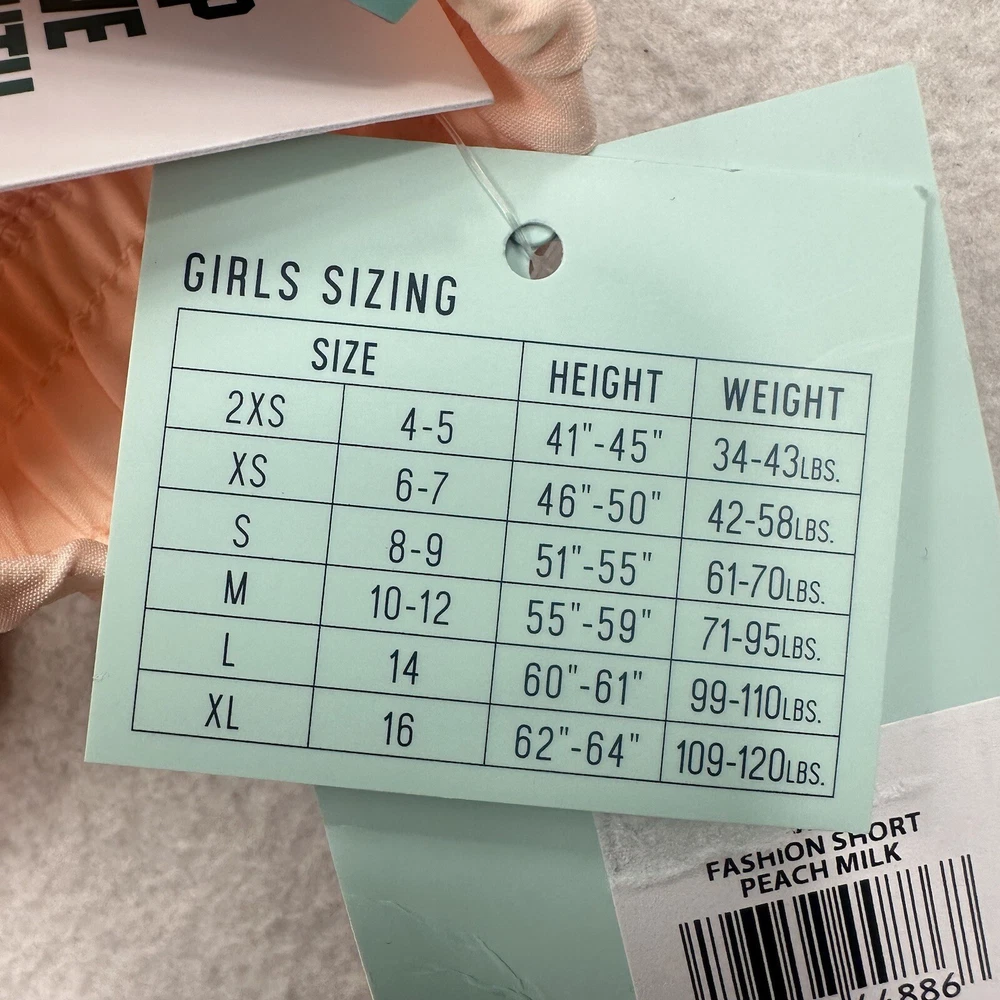 GIRLS SIZING
SIZE HEIGHT WEIGHT
2XS 4-5 41"-45" 34-43LBS.
XS 6-7 46"-50" 42-58LBS.
S 8-9 51"-55" 61-70LBS.
M 10-12 55"-59" 71-95LBS.
L 14 60"-61" 99-110LBS.
XL 16 62"-64" 109-120LBS.
FASHION SHORT
PEACH MILK